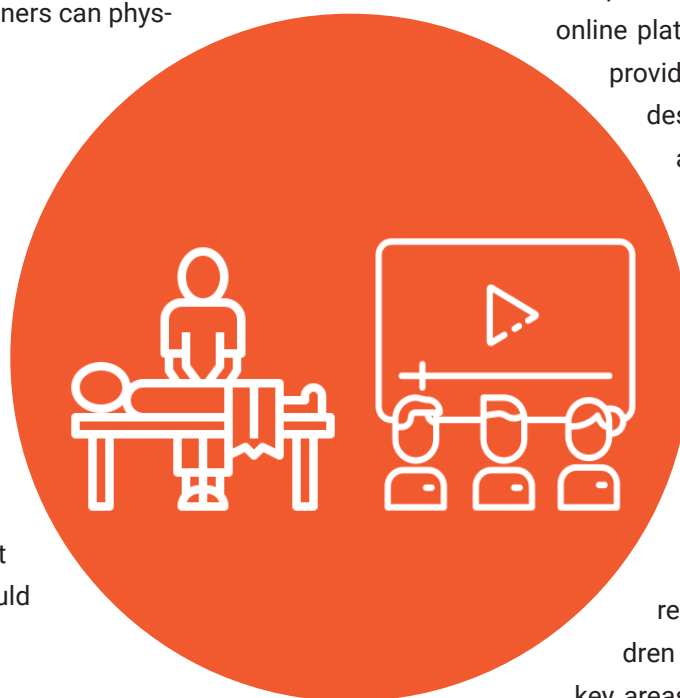 ners can phys-
t
uld
online plat
provid
des
a
re
dren
key areas